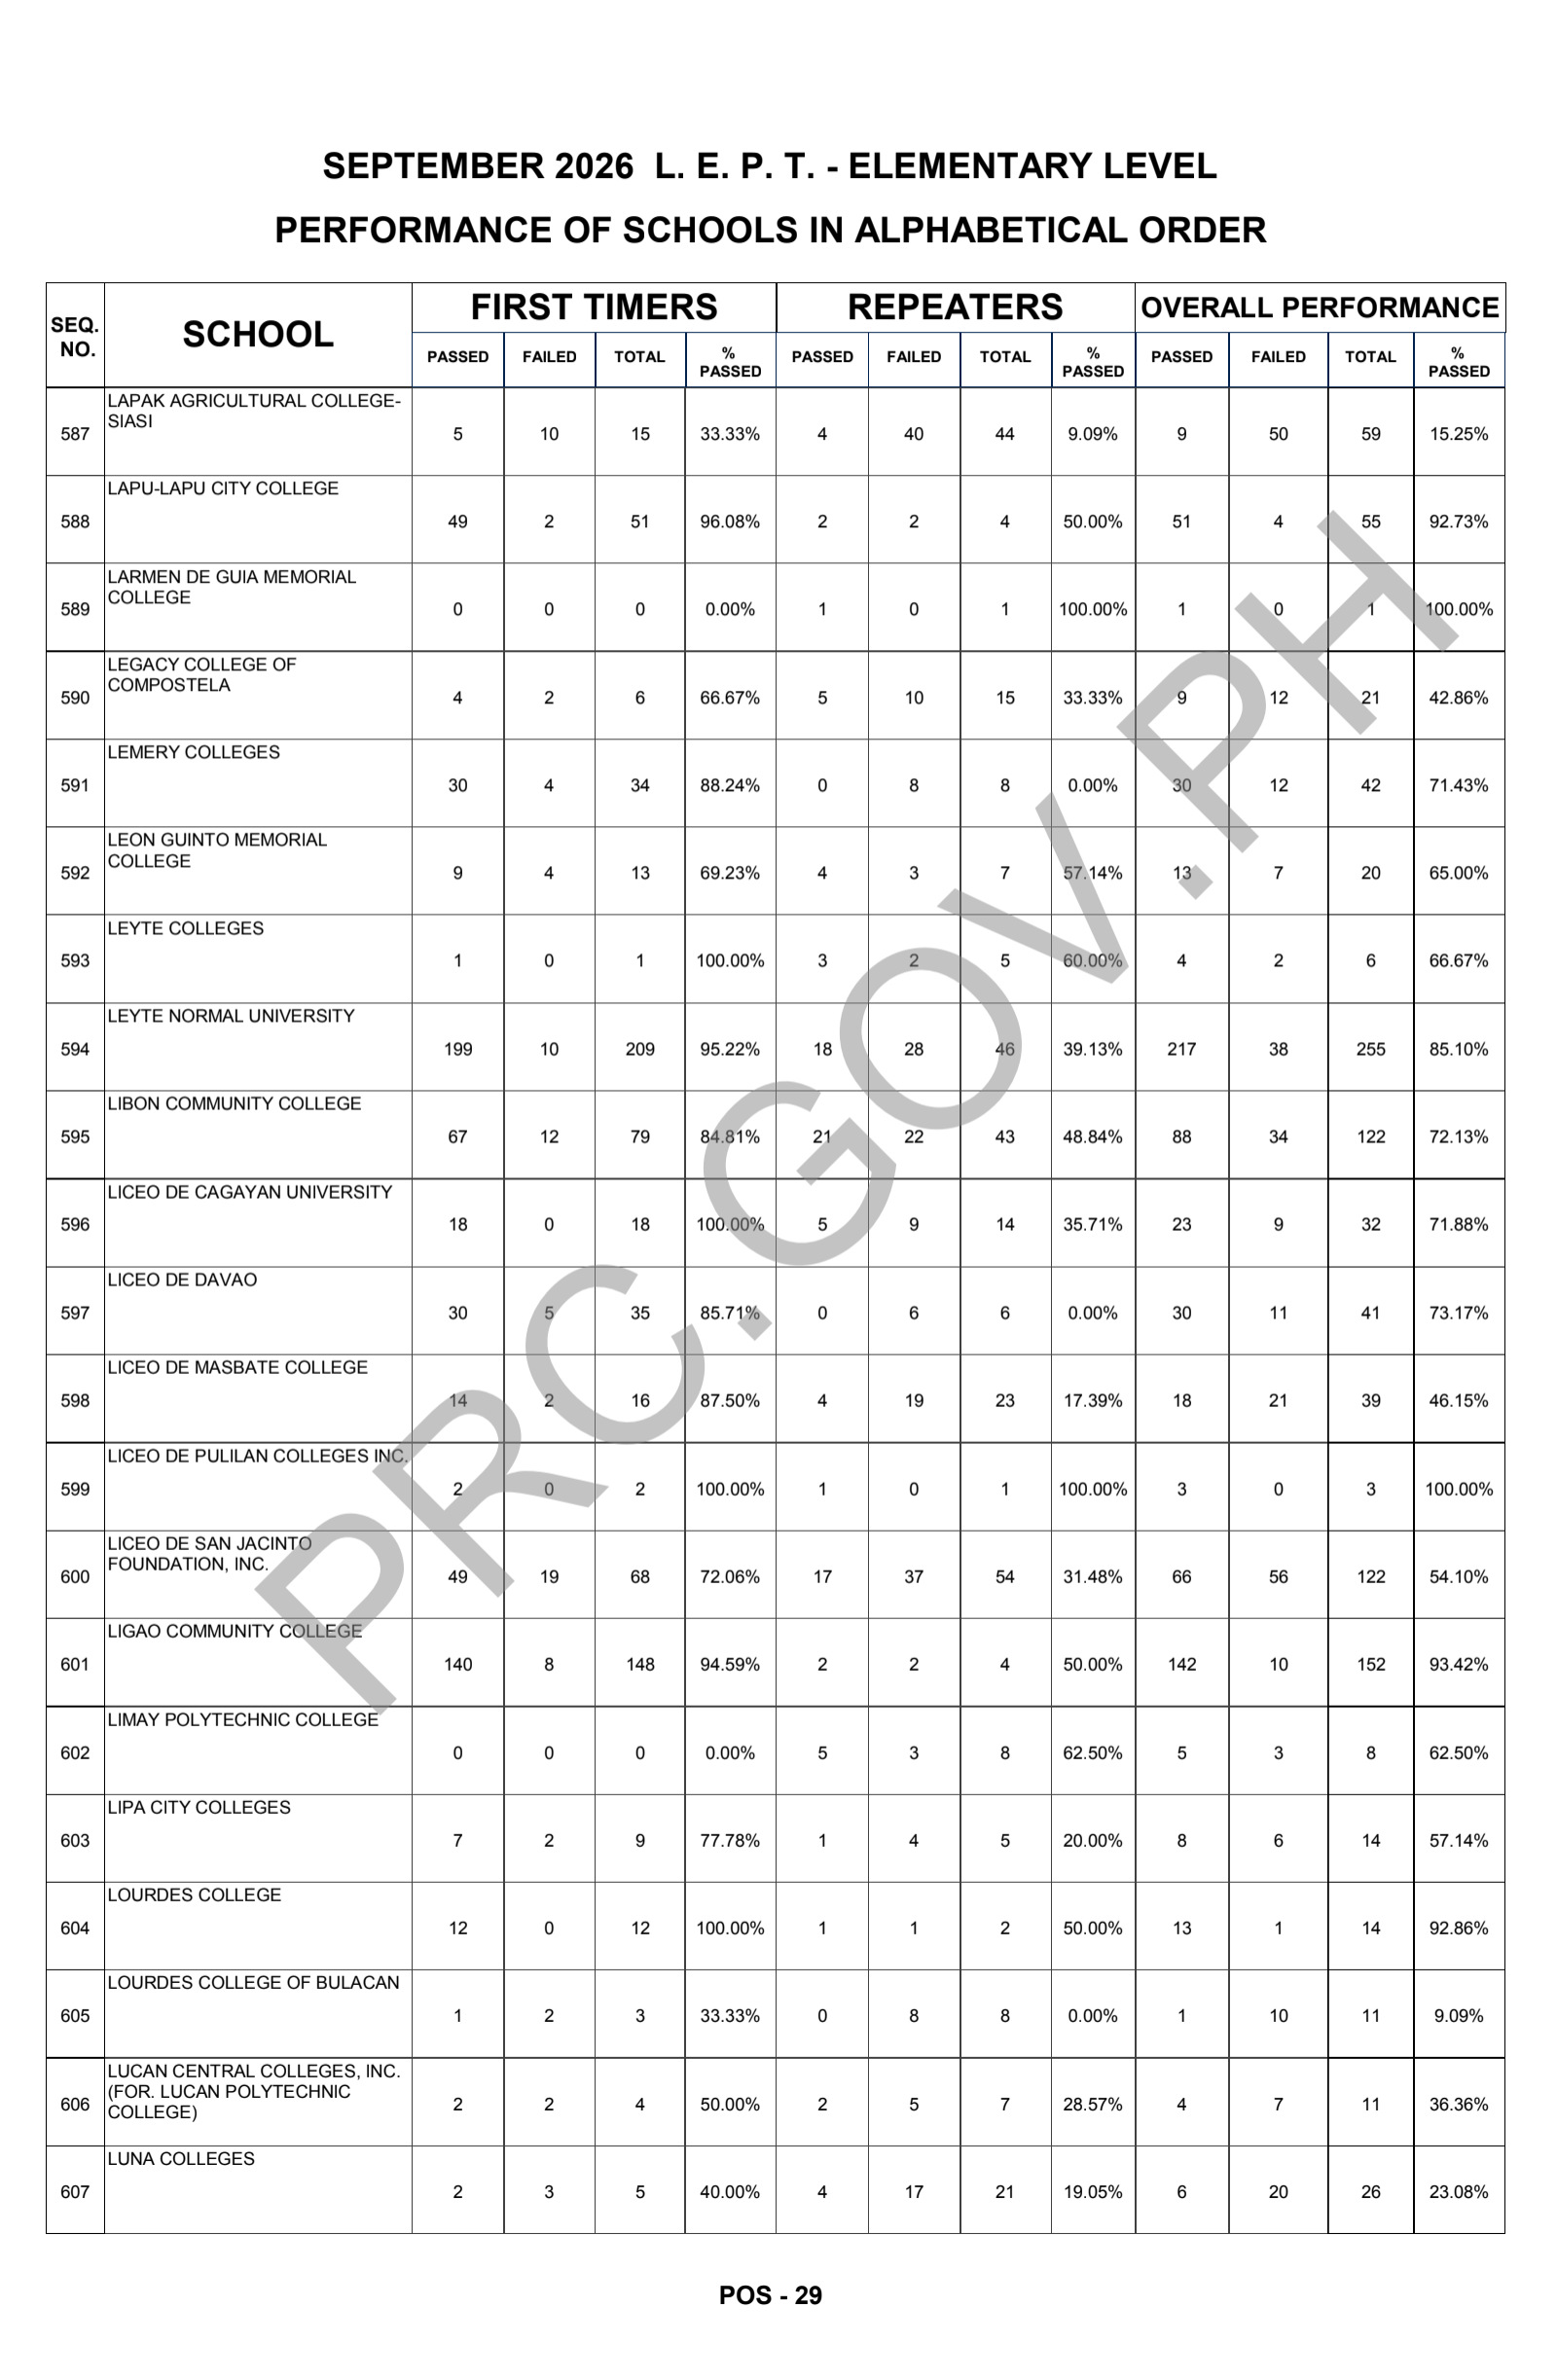 SEPTEMBER 2026 L. E. P. T. - ELEMENTARY LEVEL
PERFORMANCE OF SCHOOLS IN ALPHABETICAL ORDER
SEQ. NO. SCHOOL FIRST TIMERS REPEATERS OVERALL PERFORMANCE
PASSED FAILED TOTAL % PASSED PASSED FAILED TOTAL % PASSED PASSED FAILED TOTAL % PASSED
LAPAK AGRICULTURAL COLLEGE-
SIASI
587 5 10 15 33.33% 4 40 44 9.09% 9 50 59 15.25%
LAPU-LAPU CITY COLLEGE
588 49 2 51 96.08% 2 2 4 50.00% 51 4 55 92.73%
LARMEN DE GUIA MEMORIAL
COLLEGE
589 0 0 0 0.00% 1 0 1 100.00% 1 0 1 100.00%
LEGACY COLLEGE OF
COMPOSTELA
590 4 2 6 66.67% 5 10 15 33.33% 9 12 21 42.86%
LEMERY COLLEGES
591 30 4 34 88.24% 0 8 8 0.00% 30 12 42 71.43%
LEON GUINTO MEMORIAL
COLLEGE
592 9 4 13 69.23% 4 3 7 57.14% 13 7 20 65.00%
LEYTE COLLEGES
593 1 0 1 100.00% 3 2 5 60.00% 4 2 6 66.67%
LEYTE NORMAL UNIVERSITY
594 199 10 209 95.22% 18 28 46 39.13% 217 38 255 85.10%
LIBON COMMUNITY COLLEGE
595 67 12 79 84.81% 21 22 43 48.84% 88 34 122 72.13%
LICEO DE CAGAYAN UNIVERSITY
596 18 0 18 100.00% 5 9 14 35.71% 23 9 32 71.88%
LICEO DE DAVAO
597 30 5 35 85.71% 0 6 6 0.00% 30 11 41 73.17%
LICEO DE MASBATE COLLEGE
598 14 2 16 87.50% 4 19 23 17.39% 18 21 39 46.15%
LICEO DE PULILAN COLLEGES INC.
599 2 0 2 100.00% 1 0 1 100.00% 3 0 3 100.00%
LICEO DE SAN JACINTO
FOUNDATION, INC.
600 49 19 68 72.06% 17 37 54 31.48% 66 56 122 54.10%
LIGAO COMMUNITY COLLEGE
601 140 8 148 94.59% 2 2 4 50.00% 142 10 152 93.42%
LIMAY POLYTECHNIC COLLEGE
602 0 0 0 0.00% 5 3 8 62.50% 5 3 8 62.50%
LIPA CITY COLLEGES
603 7 2 9 77.78% 1 4 5 20.00% 8 6 14 57.14%
LOURDES COLLEGE
604 12 0 12 100.00% 1 1 2 50.00% 13 1 14 92.86%
LOURDES COLLEGE OF BULACAN
605 1 2 3 33.33% 0 8 8 0.00% 1 10 11 9.09%
LUCAN CENTRAL COLLEGES, INC.
(FOR. LUCAN POLYTECHNIC
COLLEGE)
606 2 2 4 50.00% 2 5 7 28.57% 4 7 11 36.36%
LUNA COLLEGES
607 2 3 5 40.00% 4 17 21 19.05% 6 20 26 23.08%
PRC.GOV.PH
POS - 29